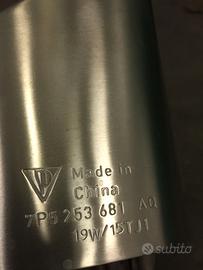 Made in
China
7P5 253 681 AQ
19W/15TJ1
subito